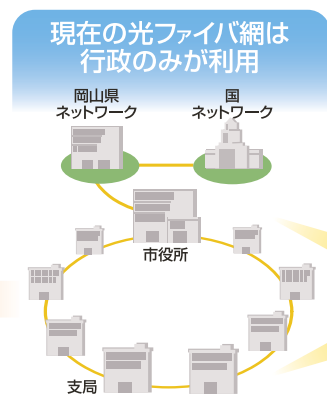 現在の光ファイバ網は
行政のみが利用
岡山県
ネットワーク
国
ネットワーク
市役所
支局